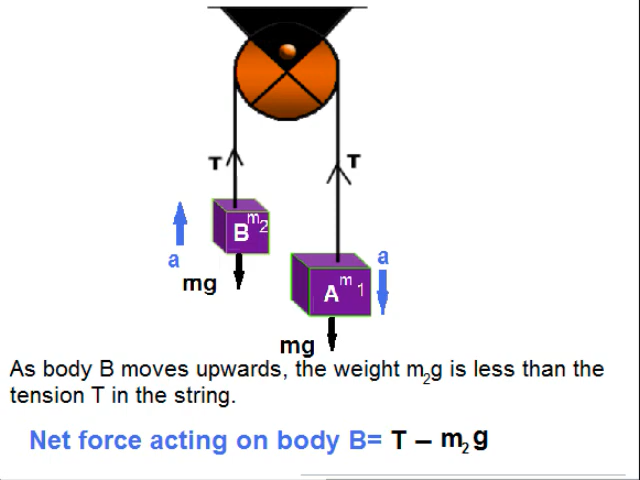 T
T
B m2
a
a
mg
A m 1
mg
As body B moves upwards, the weight m₂g is less than the
tension T in the string.
Net force acting on body B= T – m₂g